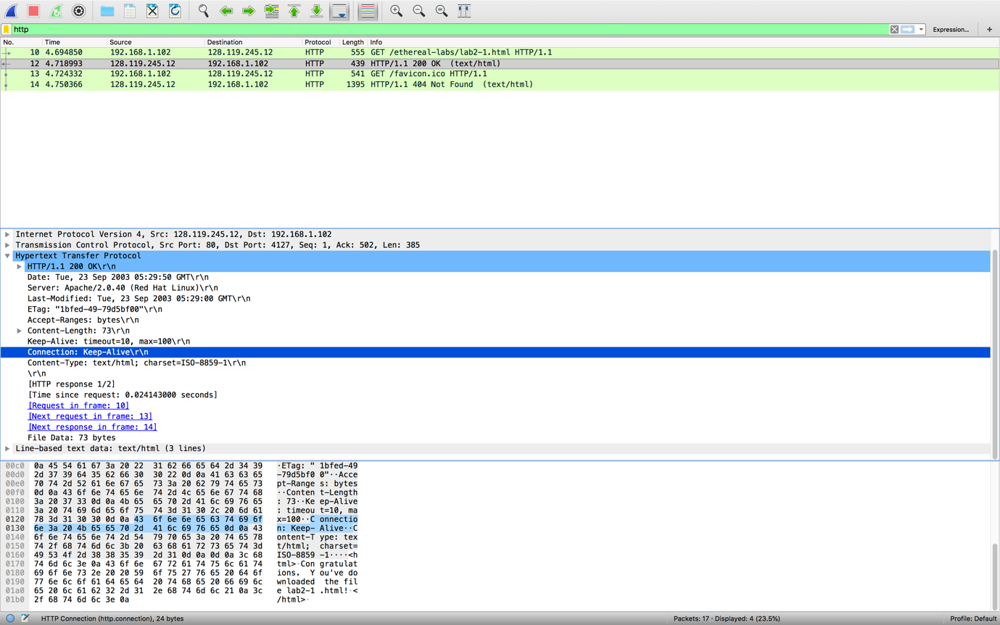 http
Expression...
+
No. Time Source Destination Protocol Length Info
10 4.694850 192.168.1.102 128.119.245.12 HTTP 555 GET /ethereal-labs/lab2-1.html HTTP/1.1
12 4.718993 128.119.245.12 192.168.1.102 HTTP 439 HTTP/1.1 200 OK (text/html)
13 4.724332 192.168.1.102 128.119.245.12 HTTP 541 GET /favicon.ico HTTP/1.1
14 4.750366 128.119.245.12 192.168.1.102 HTTP 1395 HTTP/1.1 404 Not Found (text/html)
Internet Protocol Version 4, Src: 128.119.245.12, Dst: 192.168.1.102
Transmission Control Protocol, Src Port: 80, Dst Port: 4127, Seq: 1, Ack: 502, Len: 385
Hypertext Transfer Protocol
HTTP/1.1 200 OK\r\n
Date: Tue, 23 Sep 2003 05:29:50 GMT\r\n
Server: Apache/2.0.40 (Red Hat Linux)\r\n
Last-Modified: Tue, 23 Sep 2003 05:29:00 GMT\r\n
ETag: "1bfed-49-79d5bf00"\r\n
Accept-Ranges: bytes\r\n
Content-Length: 73\r\n
Keep-Alive: timeout=10, max=100\r\n
Connection: Keep-Alive\r\n
Content-Type: text/html; charset=ISO-8859-1\r\n
\r\n
[HTTP response 1/2]
[Time since request: 0.024143000 seconds]
[Request in frame: 10]
[Next request in frame: 13]
[Next response in frame: 14]
File Data: 73 bytes
Line-based text data: text/html (3 lines)
00c0 0a 45 54 61 67 3a 20 22 31 62 66 65 64 2d 34 39 ·ETag: " 1bfed-49
00d0 2d 37 39 64 35 62 66 30 30 22 0d 0a 41 63 63 65 -79d5bf0 0"··Acce
00e0 70 74 2d 52 61 6e 67 65 73 3a 20 62 79 74 65 73 pt-Range s: bytes
00f0 0d 0a 43 6f 6e 74 65 6e 74 2d 4c 65 6e 67 74 68 ··Conten t-Length
0100 3a 20 37 33 0d 0a 4b 65 65 70 2d 41 6c 69 76 65 : 73··Ke ep-Alive
0110 3a 20 74 69 6d 65 6f 75 74 3d 31 30 2c 20 6d 61 : timeou t=10, ma
0120 78 3d 31 30 30 0d 0a 43 6f 6e 6e 65 63 74 69 6f x=100··C onnectio
0130 6e 3a 20 4b 65 65 70 2d 41 6c 69 76 65 0d 0a 43 n: Keep- Alive··C
0140 6f 6e 74 65 6e 74 2d 54 79 70 65 3a 20 74 65 78 ontent-T ype: tex
0150 74 2f 68 74 6d 6c 3b 20 63 68 61 72 73 65 74 3d t/html; charset=
0160 49 53 4f 2d 38 38 35 39 2d 31 0d 0a 0d 0a 3c 68 ISO-8859 -1····<h
0170 74 6d 6c 3e 0a 43 6f 6e 67 72 61 74 75 6c 61 74 tml>·Con gratulat
0180 69 6f 6e 73 2e 20 20 59 6f 75 27 76 65 20 64 6f ions. Y ou've do
0190 77 6e 6c 6f 61 64 65 64 20 74 68 65 20 66 69 6c wnloaded the fil
01a0 65 20 6c 61 62 32 2d 31 2e 68 74 6d 6c 21 0a 3c e lab2-1 .html!·<
01b0 2f 68 74 6d 6c 3e 0a /html>·
HTTP Connection (http.connection), 24 bytes
Packets: 17 · Displayed: 4 (23.5%)
Profile: Default